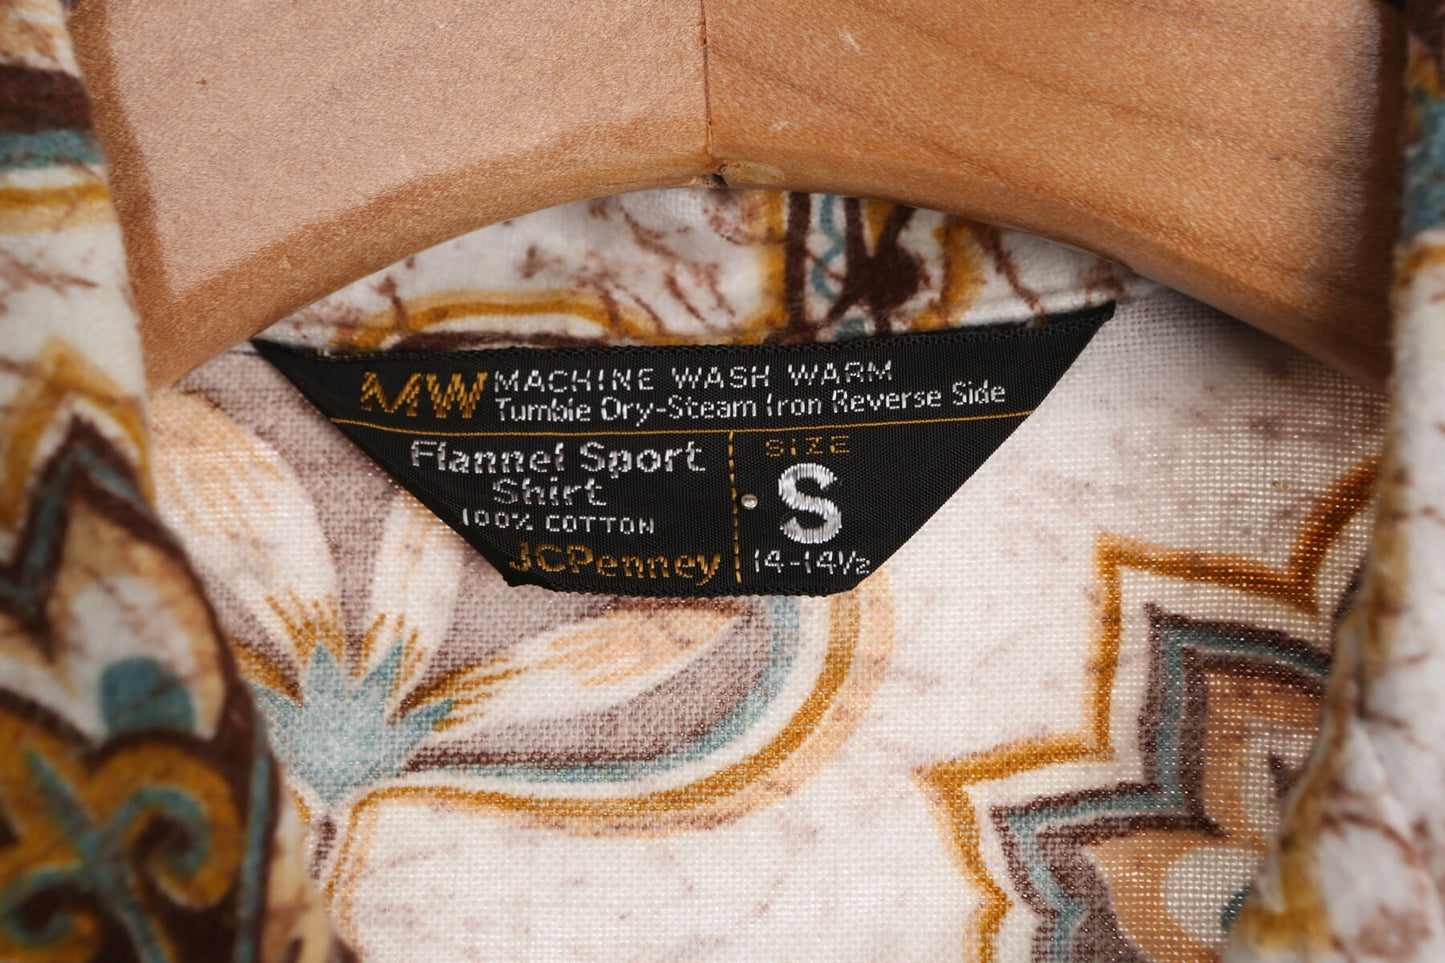 MW MACHINE WASH WARM
Tumble Dry-Steam Iron Reverse Side
Flannel Sport
Shirt
100% COTTON
JCPenney
SIZE
S
14-14½